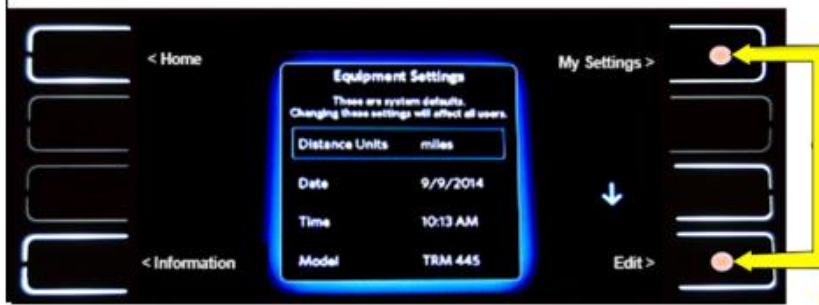 < Home
My Settings >
Equipment Settings
These are system defaults.
Changing these settings will affect all users.
Distance Units miles
Date 9/9/2014
Time 10:13 AM
Model TRM 445
< Information
Edit >